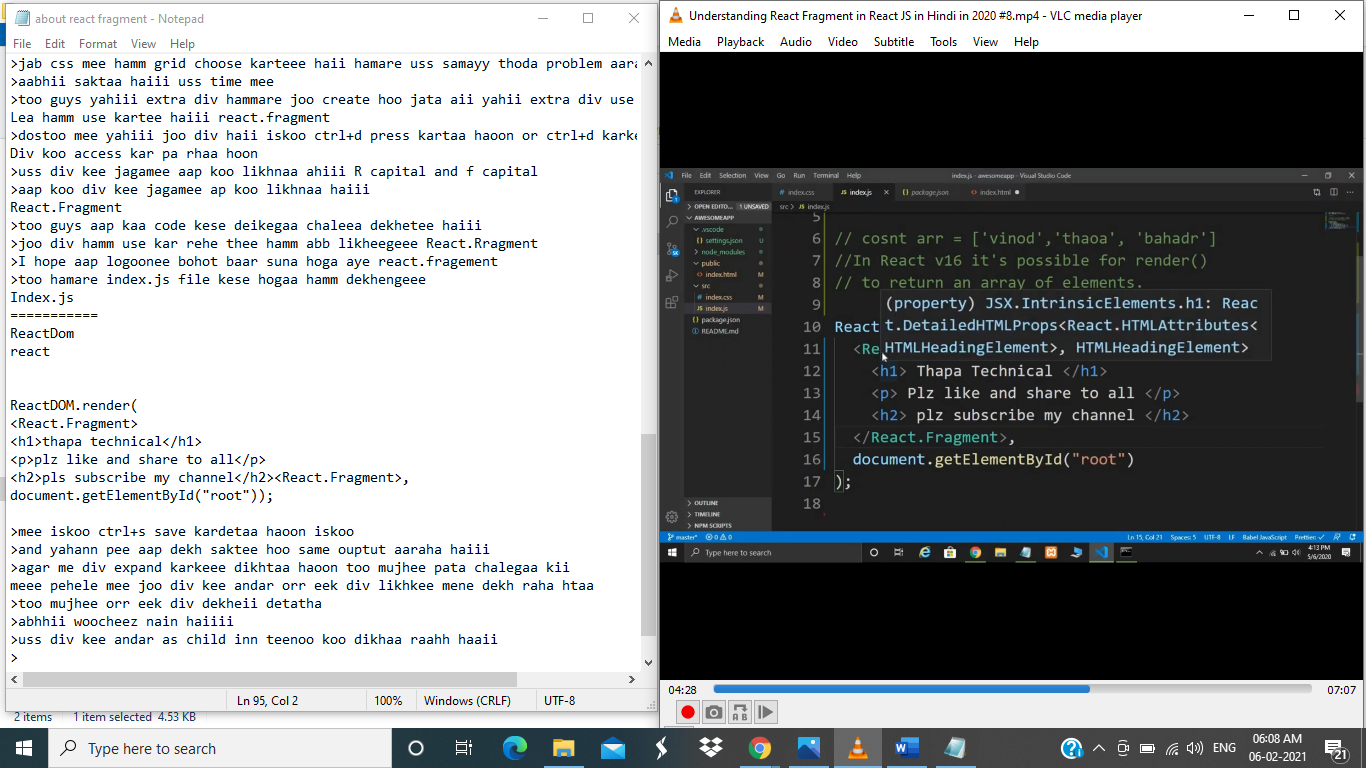 about react fragment - Notepad
File Edit Format View Help
>jab css mee hamm grid choose karteee haii hamare uss samayy thoda problem aara
>aabhii saktaa haiii uss time mee
>too guys yahiii extra div hammare joo create hoo jata aii yahii extra div use
Lea hamm use kartee haiii react.fragment
>dostoo mee yahiii joo div haii iskoo ctrl+d press kartaa haoon or ctrl+d karke
Div koo access kar pa rhaa hoon
>uss div kee jagamee aap koo likhnaa ahiii R capital and f capital
>aap koo div kee jagamee ap koo likhnaa haiii
React.Fragment
>too guys aap kaa code kese deikegaa chaleea dekhetee haiii
>joo div hamm use kar rehe thee hamm abb likheegeee React.Rragment
>I hope aap logoonee bohot baar suna hoga aye react.fragement
>too hamare index.js file kese hogaa hamm dekhengeee
Index.js
===========
ReactDom
react
ReactDOM.render(
<React.Fragment>
<h1>thapa technical</h1>
<p>plz like and share to all</p>
<h2>pls subscribe my channel</h2><React.Fragment>,
document.getElementById("root"));
>mee iskoo ctrl+s save kardetaa haoon iskoo
>and yahann pee aap dekh saktee hoo same ouptut aaraha haiii
>agar me div expand karkeee dikhtaa haoon too mujhee pata chalegaa kii
meee pehele mee joo div kee andar orr eek div likhkee mene dekh raha htaa
>too mujhee orr eek div dekheii detatha
>abhhii woocheez nain haiiii
>uss div kee andar as child inn teenoo koo dikhaa raahh haaii
>
Ln 95, Col 2 100% Windows (CRLF) UTF-8
2 items 1 item selected 4.53 KB
Understanding React Fragment in React JS in Hindi in 2020 #8.mp4 - VLC media player
Media Playback Audio Video Subtitle Tools View Help
File Edit Selection View Go Run Terminal Help index.js - awesomeapp - Visual Studio Code
EXPLORER
index.css index.js package.json index.html
OPEN EDITO... 1 UNSAVED
src > index.js
AWESOMEAPP
.vscode
settings.json U
node_modules
public
index.html
src
index.css
index.js
package.json
README.md
OUTLINE
TIMELINE
NPM SCRIPTS
5
6 // cosnt arr = ['vinod','thaoa', 'bahadr']
7 //In React v16 it's possible for render()
8 // to return an array of elements.
9
(property) JSX.IntrinsicElements.h1: Reac
t.DetailedHTMLProps<React.HTMLAttributes<
HTMLHeadingElement>, HTMLHeadingElement>
10 React
11 <Re
12 <h1> Thapa Technical </h1>
13 <p> Plz like and share to all </p>
14 <h2> plz subscribe my channel </h2>
15 </React.Fragment>,
16 document.getElementById("root")
17 );
18
master* 0 0 Ln 15, Col 21 Spaces: 5 UTF-8 LF Babel JavaScript Prettier
Type here to search 4:13 PM
5/6/2020
04:28 07:07
Type here to search ENG 06:08 AM
06-02-2021 21